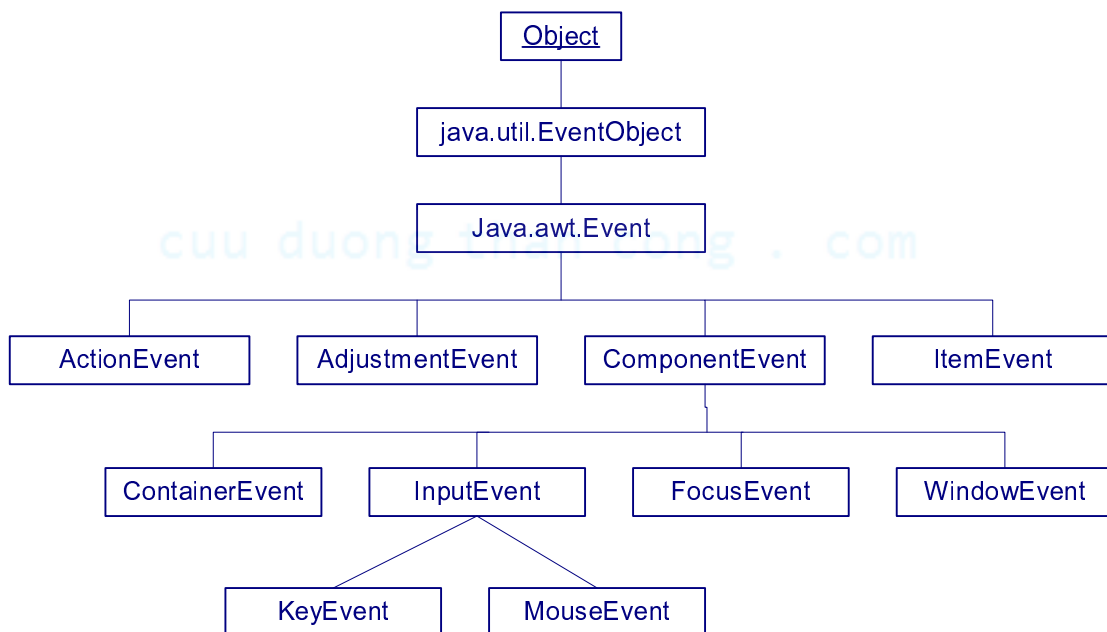 Object
java.util.EventObject
Java.awt.Event
cuu duong than cong . com
ActionEvent
AdjustmentEvent
ComponentEvent
ItemEvent
ContainerEvent
InputEvent
FocusEvent
WindowEvent
KeyEvent
MouseEvent